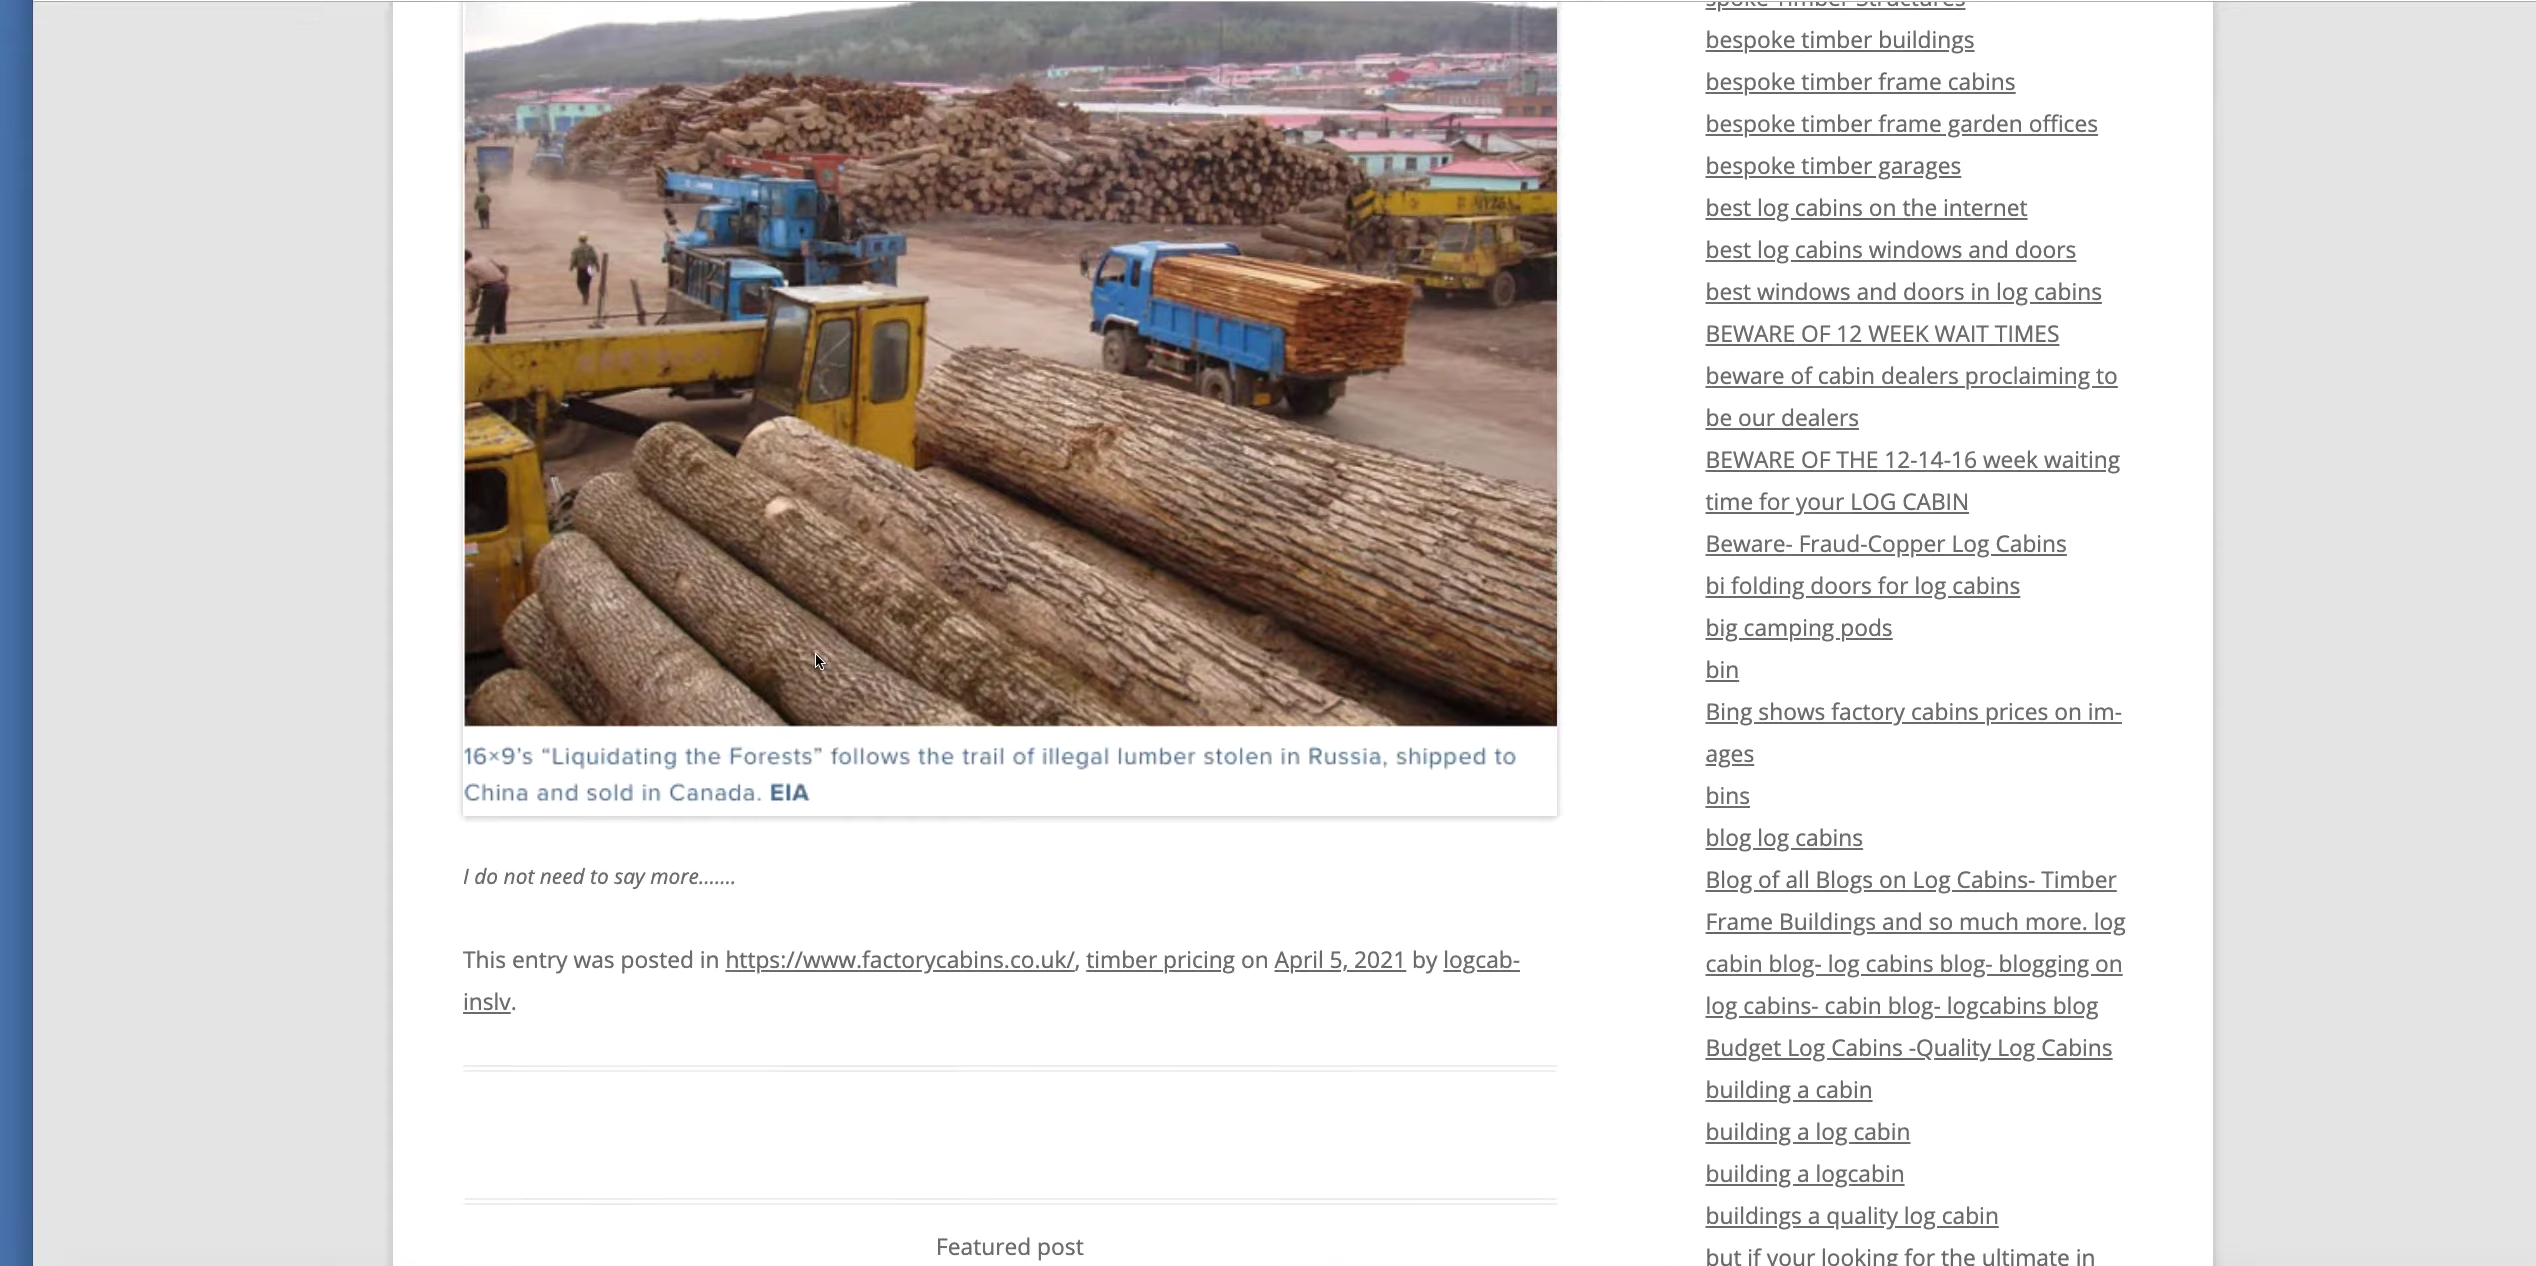 16×9's “Liquidating the Forests” follows the trail of illegal lumber stolen in Russia, shipped to
China and sold in Canada. EIA
I do not need to say more.......
This entry was posted in https://www.factorycabins.co.uk/, timber pricing on April 5, 2021 by logcab-
inslv.
Featured post
spoke Timber Structures
bespoke timber buildings
bespoke timber frame cabins
bespoke timber frame garden offices
bespoke timber garages
best log cabins on the internet
best log cabins windows and doors
best windows and doors in log cabins
BEWARE OF 12 WEEK WAIT TIMES
beware of cabin dealers proclaiming to
be our dealers
BEWARE OF THE 12-14-16 week waiting
time for your LOG CABIN
Beware- Fraud-Copper Log Cabins
bi folding doors for log cabins
big camping pods
bin
Bing shows factory cabins prices on im-
ages
bins
blog log cabins
Blog of all Blogs on Log Cabins- Timber
Frame Buildings and so much more. log
cabin blog- log cabins blog- blogging on
log cabins- cabin blog- logcabins blog
Budget Log Cabins -Quality Log Cabins
building a cabin
building a log cabin
building a logcabin
buildings a quality log cabin
but if your looking for the ultimate in